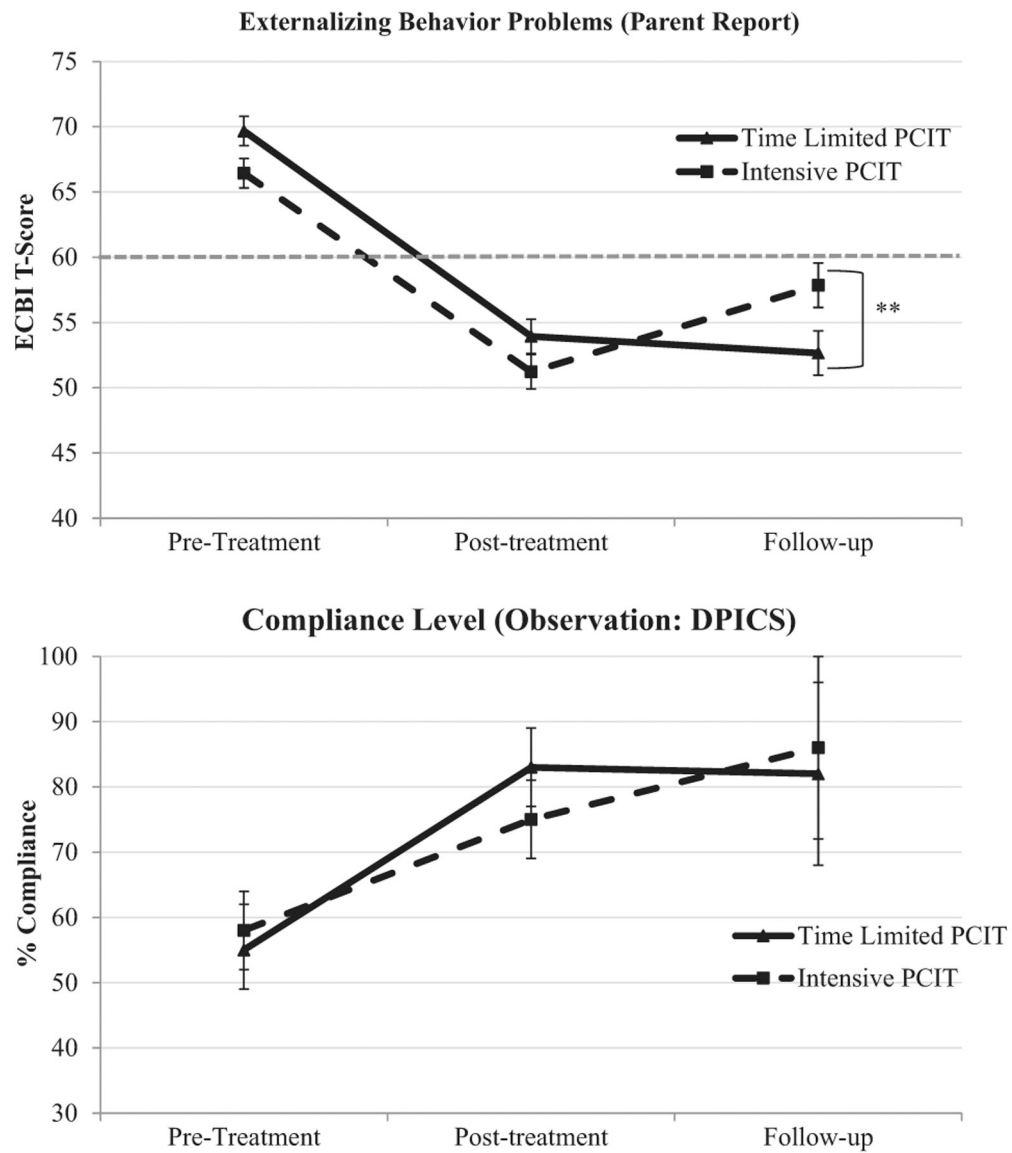 Externalizing Behavior Problems (Parent Report)
75
70
65
60
55
50
45
40
ECBI T-Score
Time Limited PCIT
Intensive PCIT
**
Pre-Treatment
Post-treatment
Follow-up
Compliance Level (Observation: DPICS)
100
90
80
70
60
50
40
30
% Compliance
Time Limited PCIT
Intensive PCIT
Pre-Treatment
Post-treatment
Follow-up